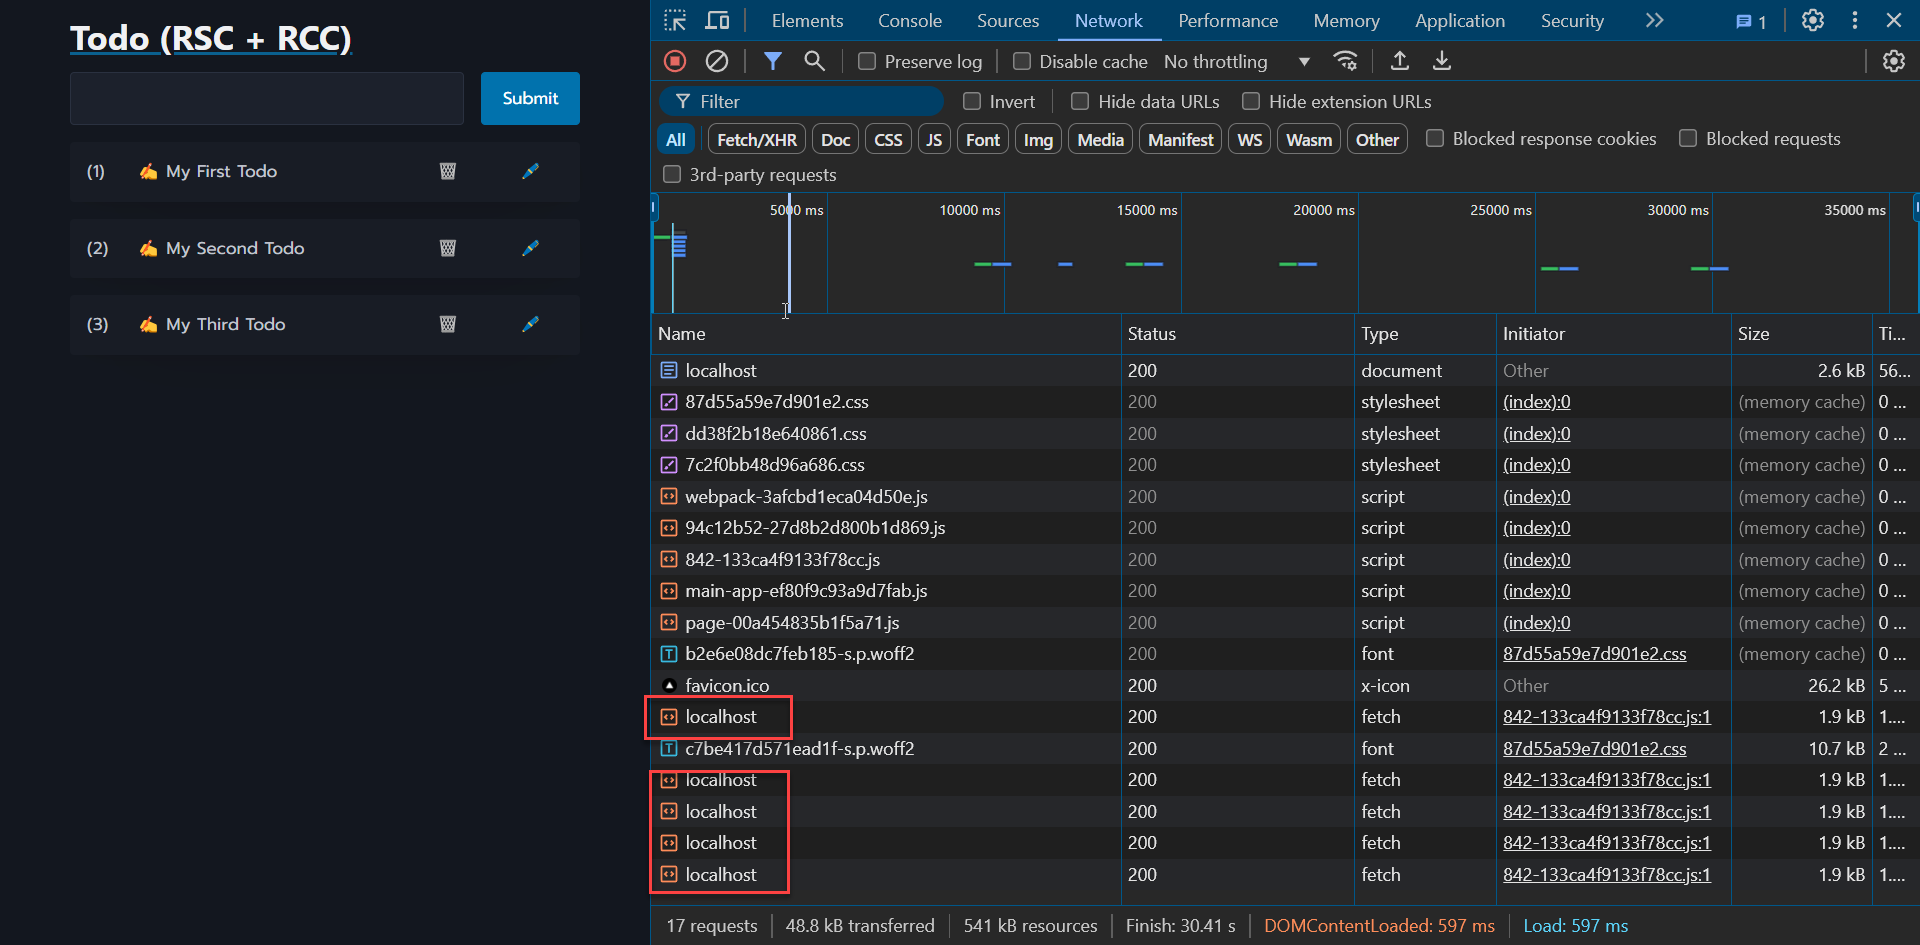 Todo (RSC + RCC)
Submit
(1) ✍ My First Todo
(2) ✍ My Second Todo
(3) ✍ My Third Todo
Elements Console Sources Network Performance Memory Application Security 1
Preserve log Disable cache No throttling
Filter Invert Hide data URLs Hide extension URLs
All Fetch/XHR Doc CSS JS Font Img Media Manifest WS Wasm Other Blocked response cookies Blocked requests
3rd-party requests
5000 ms 10000 ms 15000 ms 20000 ms 25000 ms 30000 ms 35000 ms
Name Status Type Initiator Size Ti...
localhost 200 document Other 2.6 kB 56...
87d55a59e7d901e2.css 200 stylesheet (index):0 (memory cache) 0 ...
dd38f2b18e640861.css 200 stylesheet (index):0 (memory cache) 0 ...
7c2f0bb48d96a686.css 200 stylesheet (index):0 (memory cache) 0 ...
webpack-3afcbd1eca04d50e.js 200 script (index):0 (memory cache) 0 ...
94c12b52-27d8b2d800b1d869.js 200 script (index):0 (memory cache) 0 ...
842-133ca4f9133f78cc.js 200 script (index):0 (memory cache) 0 ...
main-app-ef80f9c93a9d7fab.js 200 script (index):0 (memory cache) 0 ...
page-00a454835b1f5a71.js 200 script (index):0 (memory cache) 0 ...
b2e6e08dc7feb185-s.p.woff2 200 font 87d55a59e7d901e2.css (memory cache) 0 ...
favicon.ico 200 x-icon Other 26.2 kB 5 ...
localhost 200 fetch 842-133ca4f9133f78cc.js:1 1.9 kB 1....
c7be417d571ead1f-s.p.woff2 200 font 87d55a59e7d901e2.css 10.7 kB 2 ...
localhost 200 fetch 842-133ca4f9133f78cc.js:1 1.9 kB 1....
localhost 200 fetch 842-133ca4f9133f78cc.js:1 1.9 kB 1....
localhost 200 fetch 842-133ca4f9133f78cc.js:1 1.9 kB 1....
localhost 200 fetch 842-133ca4f9133f78cc.js:1 1.9 kB 1....
17 requests 48.8 kB transferred 541 kB resources Finish: 30.41 s DOMContentLoaded: 597 ms Load: 597 ms